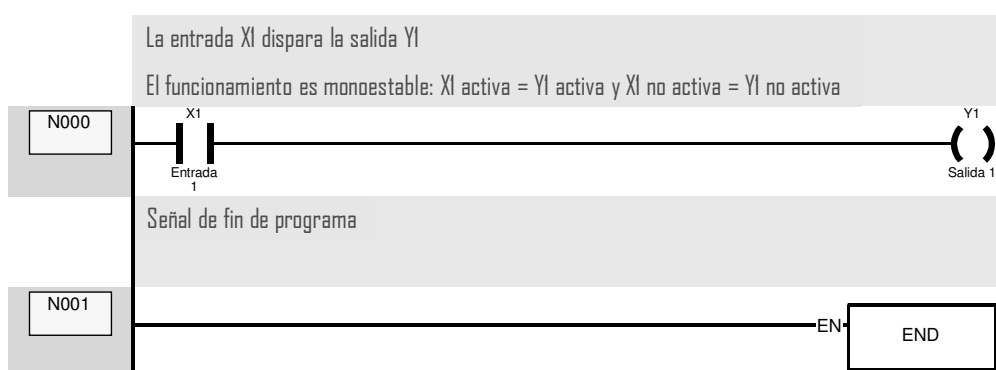 La entrada X1 dispara la salida Y1
El funcionamiento es monoestable: X1 activa = Y1 activa y X1 no activa = Y1 no activa
N000
X1
Y1
Entrada
1
Salida 1
Señal de fin de programa
N001
EN
END